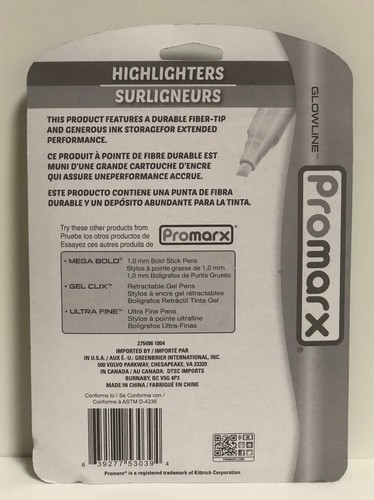 HIGHLIGHTERS
SURLIGNEURS
THIS PRODUCT FEATURES A DURABLE FIBER-TIP
AND GENEROUS INK STORAGEFOR EXTENDED
PERFORMANCE.
CE PRODUIT À POINTE DE FIBRE DURABLE EST
MUNI D'UNE GRANDE CARTOUCHE D'ENCRE
QUI ASSURE UNEPERFORMANCE ACCRUE.
ESTE PRODUCTO CONTIENE UNA PUNTA DE FIBRA
DURABLE Y UN DEPÓSITO ABUNDANTE PARA LA TINTA.
Try these other products from
Pruebe los otros productos de
Essayez ces autres produits de
Promarx®
• MEGA BOLD® 1.0 mm Bold Stick Pens
Stylos à pointe grasse de 1,0 mm
1.0 mm Bolígrafos de Punta Grueso
• GEL CLIX™ Retractable Gel Pens
Stylos à encre gel rétractables
Bolígrafos Retráctil Tinta Gel
• ULTRA FINE™ Ultra Fine Pens
Stylos à pointe ultrafine
Bolígrafos Ultra-Finas
275496 1804
IMPORTED BY / IMPORTÉ PAR
IN U.S.A. / AUX É.-U.: GREENBRIER INTERNATIONAL, INC.
500 VOLVO PARKWAY, CHESAPEAKE, VA 23320
IN CANADA / AU CANADA: DTSC IMPORTS
BURNABY, BC V5G 4P3
MADE IN CHINA / FABRIQUÉ EN CHINE
Conforms to / Se Conforma con /
Conforme à ASTM D-4236
6 39277 53039 4
Promarx® is a registered trademark of Kittrich Corporation
GLOWLINE™
Promarx®